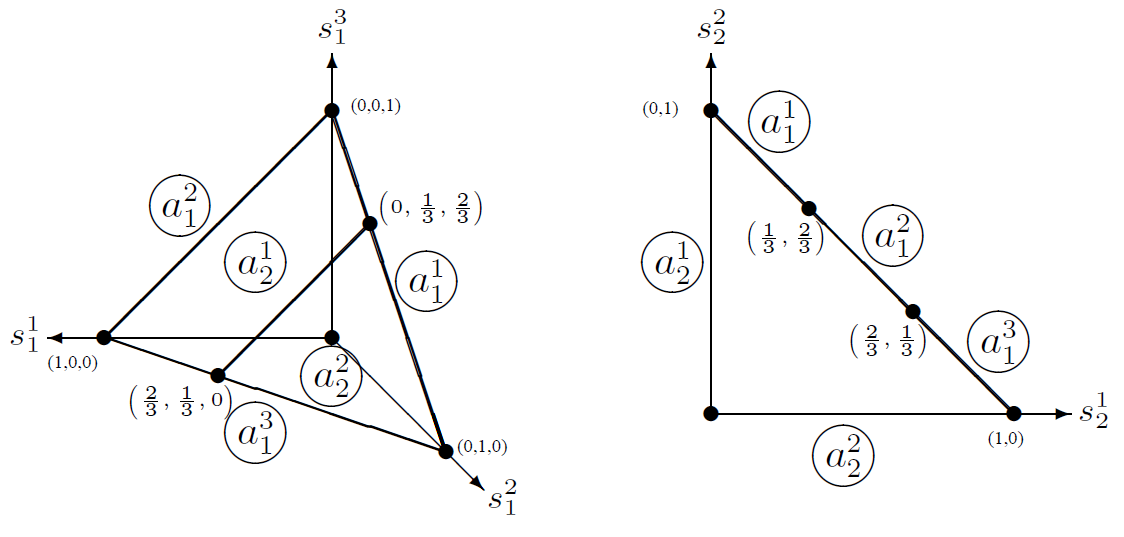 s_1^3
(0,0,1)
a_1^2
(0, 1/3, 2/3)
a_2^1
a_1^1
s_1^1
(1,0,0)
a_2^2
(2/3, 1/3, 0)
a_1^3
(0,1,0)
s_1^2
s_2^2
(0,1)
a_1^1
(1/3, 2/3)
a_1^2
a_2^1
(2/3, 1/3)
a_1^3
s_2^1
(1,0)
a_2^2